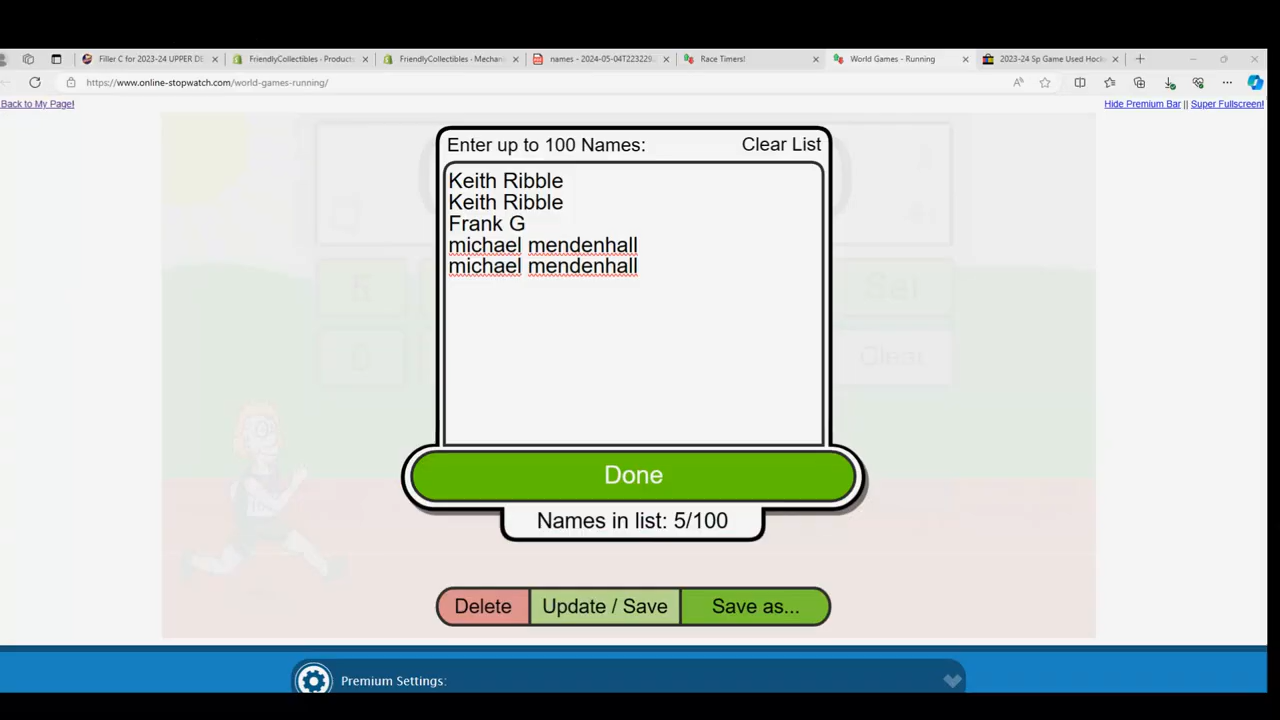 Filler C for 2023-24 UPPER DE
FriendlyCollectibles · Products
FriendlyCollectibles · Mechan
names - 2024-05-04T223229
Race Timers!
World Games - Running
2023-24 Sp Game Used Hock
https://www.online-stopwatch.com/world-games-running/
Back to My Page!
Hide Premium Bar || Super Fullscreen!
Enter up to 100 Names:
Clear List
Keith Ribble
Keith Ribble
Frank G
michael mendenhall
michael mendenhall
Set
Clear
Done
Names in list: 5/100
Delete
Update / Save
Save as...
Premium Settings: